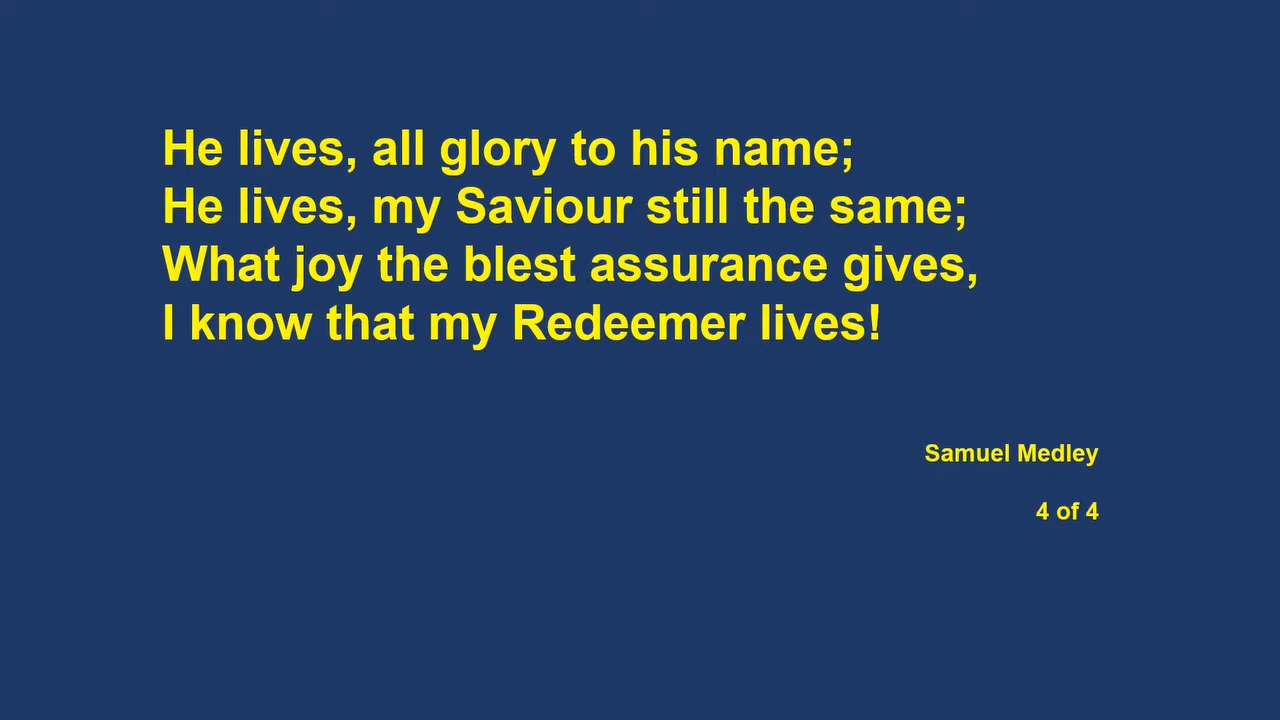 He lives, all glory to his name;
He lives, my Saviour still the same;
What joy the blest assurance gives,
I know that my Redeemer lives!
Samuel Medley
4 of 4